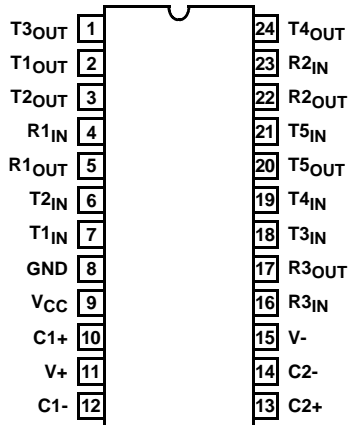 T3OUT 1 24 T4OUT
T1OUT 2 23 R2IN
T2OUT 3 22 R2OUT
R1IN 4 21 T5IN
R1OUT 5 20 T5OUT
T2IN 6 19 T4IN
T1IN 7 18 T3IN
GND 8 17 R3OUT
VCC 9 16 R3IN
C1+ 10 15 V-
V+ 11 14 C2-
C1- 12 13 C2+